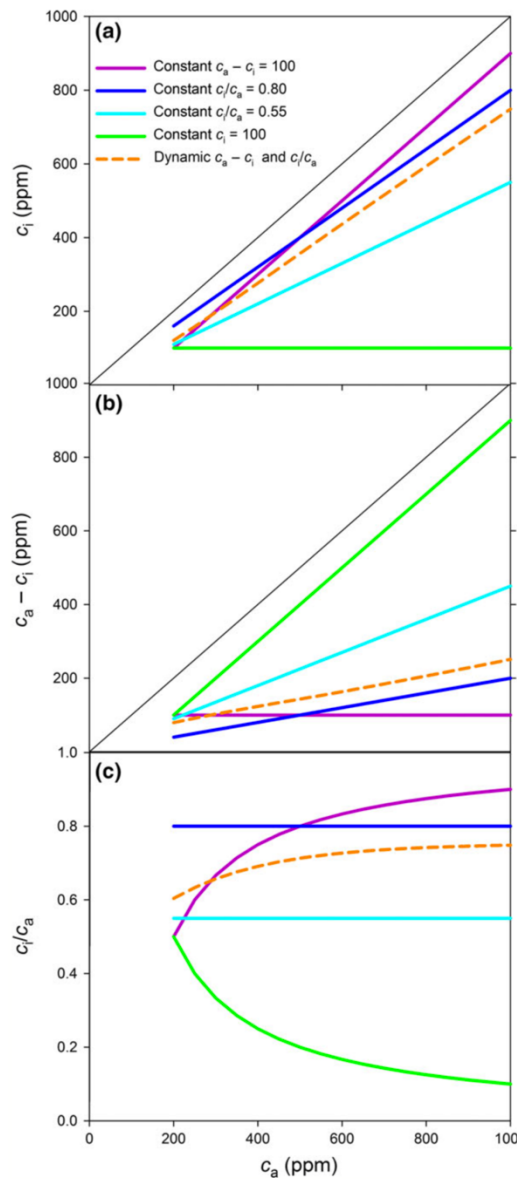 1000
(a)
Constant cₐ – cᵢ = 100
800
Constant cᵢ/cₐ = 0.80
Constant cᵢ/cₐ = 0.55
Constant cᵢ = 100
600
Dynamic cₐ – cᵢ and cᵢ/cₐ
cᵢ (ppm)
400
200
1000
(b)
800
600
cₐ – cᵢ (ppm)
400
200
1.0
(c)
0.8
0.6
cᵢ/cₐ
0.4
0.2
0.0
0
200
400
600
800
100
cₐ (ppm)